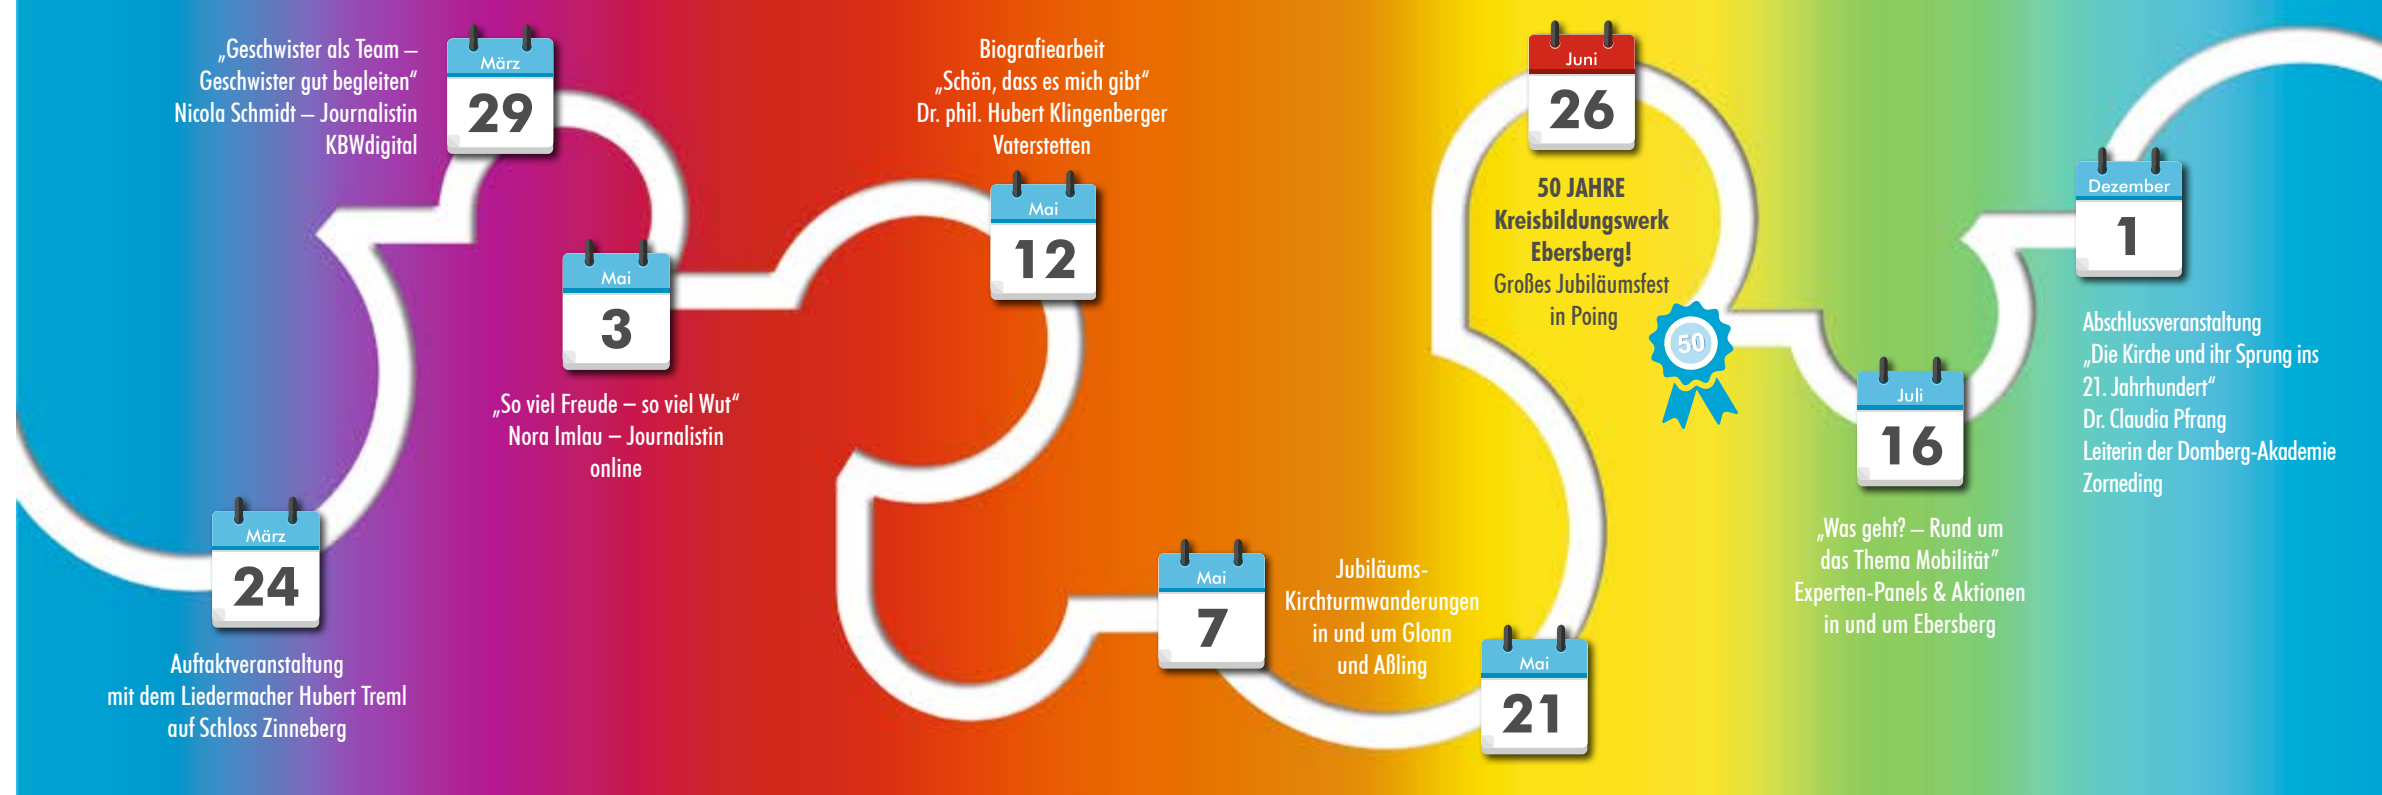 „Geschwister als Team –
Geschwister gut begleiten“
Nicola Schmidt – Journalistin
KBWdigital
März
29
März
24
Auftaktveranstaltung
mit dem Liedermacher Hubert Treml
auf Schloss Zinneberg
Mai
3
„So viel Freude – so viel Wut“
Nora Imlau – Journalistin
online
Biografiearbeit
„Schön, dass es mich gibt“
Dr. phil. Hubert Klingenberger
Vaterstetten
Mai
12
Mai
7
Jubiläums-
Kirchturmwanderungen
in und um Glonn
und Aßling
Mai
21
Juni
26
50 JAHRE
Kreisbildungswerk
Ebersberg!
Großes Jubiläumsfest
in Poing
50
Juli
16
„Was geht? – Rund um
das Thema Mobilität”
Experten-Panels & Aktionen
in und um Ebersberg
Dezember
1
Abschlussveranstaltung
„Die Kirche und ihr Sprung ins
21. Jahrhundert“
Dr. Claudia Pfrang
Leiterin der Domberg-Akademie
Zorneding